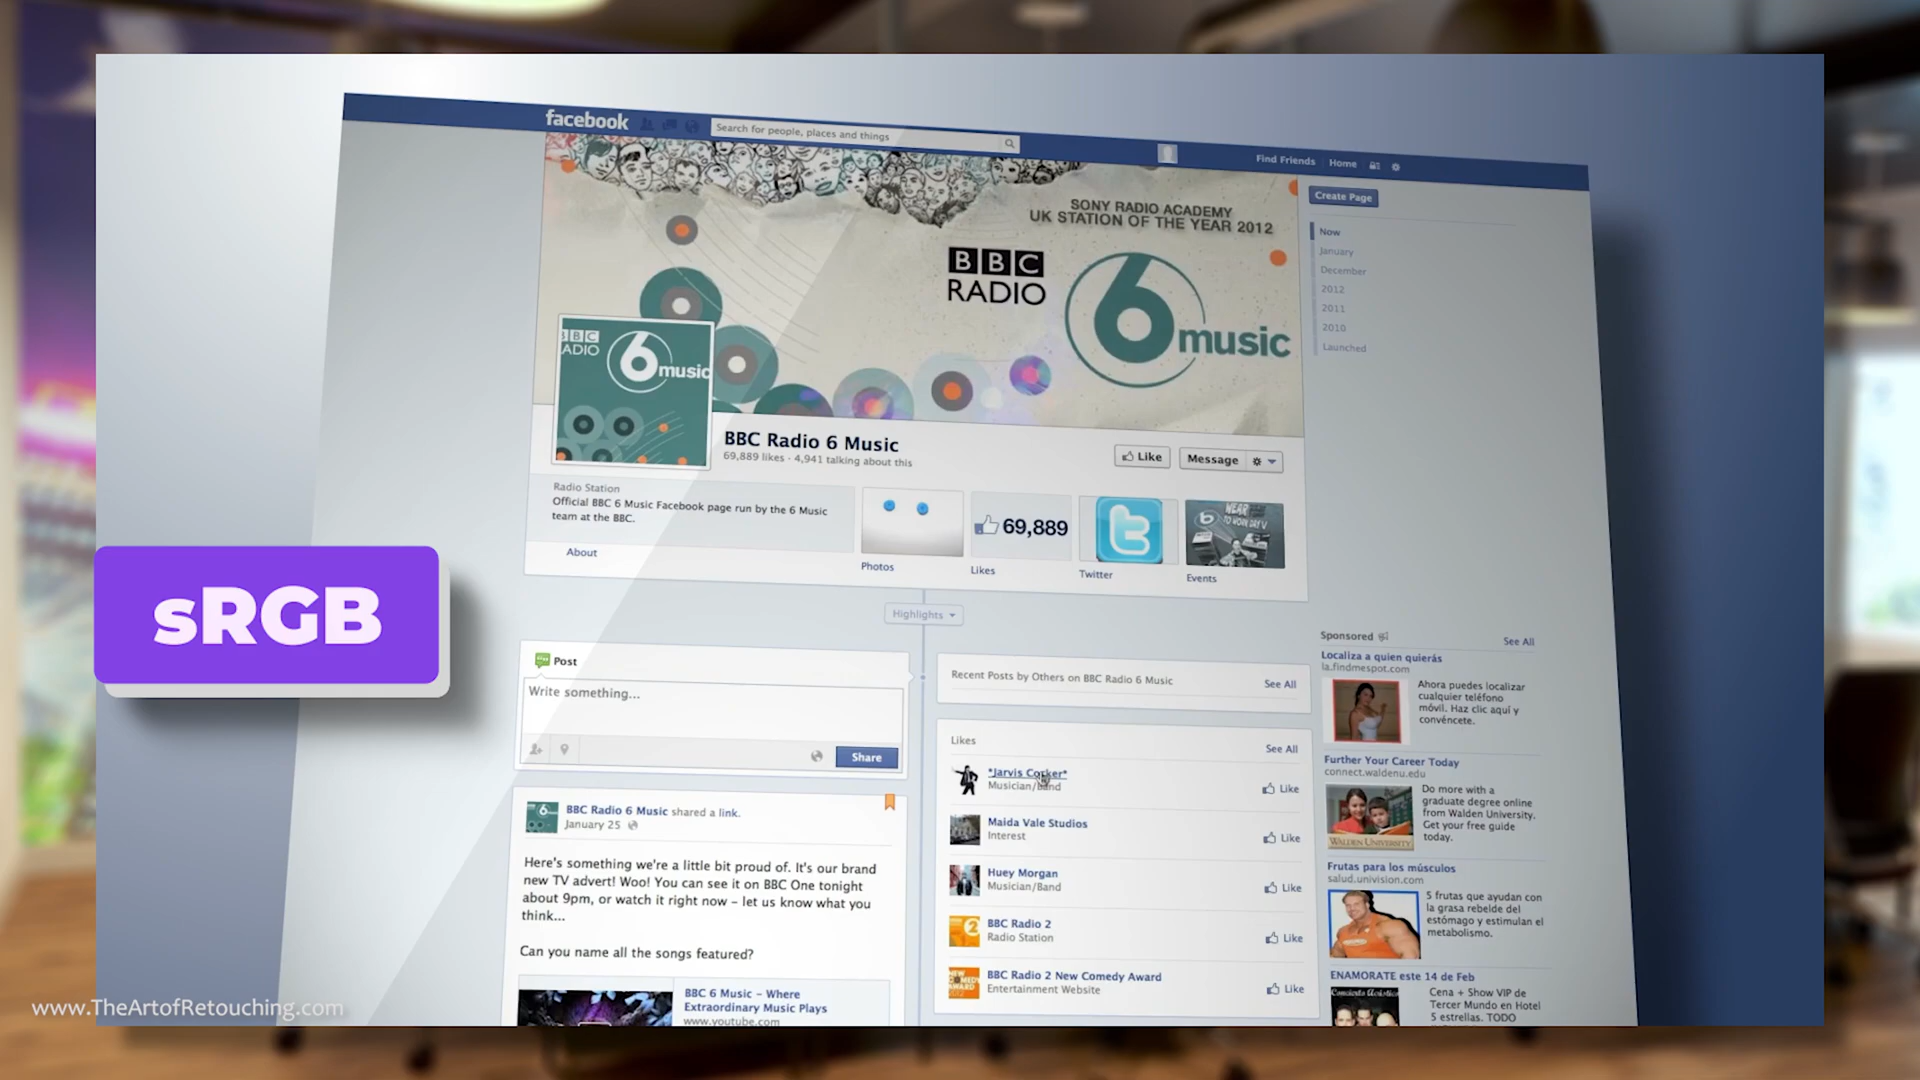 facebook
Search for people, places and things
Find Friends
Home
Create Page
SONY RADIO ACADEMY
UK STATION OF THE YEAR 2012
BBC
RADIO
6
music
Now
January
December
2012
2011
2010
Launched
BBC
ADIO
6
music
BBC Radio 6 Music
69,889 likes · 4,941 talking about this
Like
Message
Radio Station
Official BBC 6 Music Facebook page run by the 6 Music
team at the BBC.
About
Photos
69,889
Likes
Twitter
WEAR
Events
Highlights
sRGB
Post
Write something...
Share
Recent Posts by Others on BBC Radio 6 Music
See All
Likes
See All
*Jarvis Cocker*
Musician/Band
Like
Maida Vale Studios
Interest
Like
Huey Morgan
Musician/Band
Like
BBC Radio 2
Radio Station
Like
BBC Radio 2 New Comedy Award
Entertainment Website
Like
BBC Radio 6 Music shared a link.
January 25
Here's something we're a little bit proud of. It's our brand
new TV advert! Woo! You can see it on BBC One tonight
about 9pm, or watch it right now – let us know what you
think...
Can you name all the songs featured?
BBC 6 Music – Where
Extraordinary Music Plays
www.youtube.com
Sponsored
See All
Localiza a quien quierás
la.findmespot.com
Ahora puedes localizar
cualquier teléfono
móvil. Haz clic aquí y
convéncete.
Further Your Career Today
connect.waldenu.edu
Do more with a
graduate degree online
from Walden University.
Get your free guide
today.
WALDEN UNIVERSITY
Frutas para los músculos
salud.univision.com
5 frutas que ayudan con
la grasa rebelde del
estómago y estimulan el
metabolismo.
ENAMORATE este 14 de Feb
Cena + Show VIP de
Tercer Mundo en Hotel
5 estrellas. TODO
www.TheArtofRetouching.com